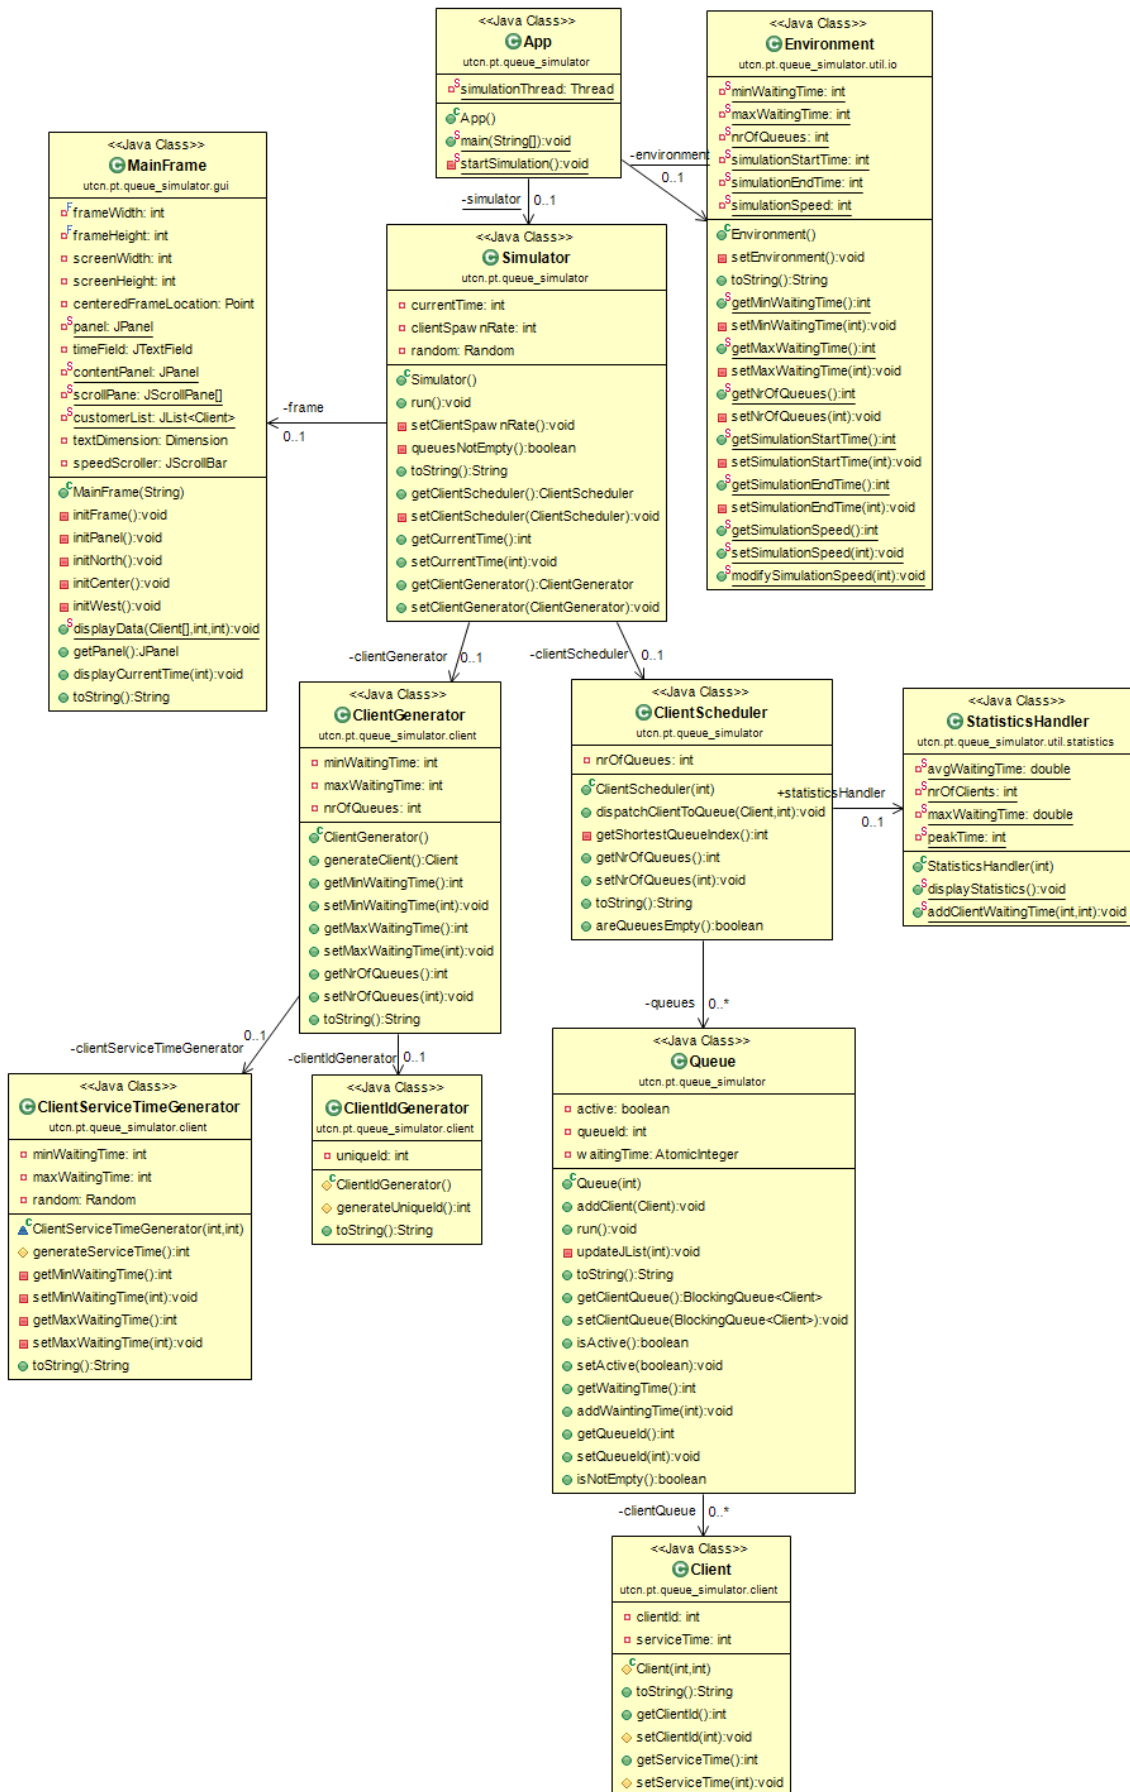 <<Java Class>>
App
utcn.pt.queue_simulator
simulationThread: Thread
App()
main(String[]):void
startSimulation():void
<<Java Class>>
Environment
utcn.pt.queue_simulator.util.io
minWaitingTime: int
maxWaitingTime: int
nrOfQueues: int
simulationStartTime: int
simulationEndTime: int
simulationSpeed: int
Environment()
setEnvironment():void
toString():String
getMinWaitingTime():int
setMinWaitingTime(int):void
getMaxWaitingTime():int
setMaxWaitingTime(int):void
getNrOfQueues():int
setNrOfQueues(int):void
getSimulationStartTime():int
setSimulationStartTime(int):void
getSimulationEndTime():int
setSimulationEndTime(int):void
getSimulationSpeed():int
setSimulationSpeed(int):void
modifySimulationSpeed(int):void
-environment
0..1
-simulator
0..1
<<Java Class>>
MainFrame
utcn.pt.queue_simulator.gui
frameWidth: int
frameHeight: int
screenWidth: int
screenHeight: int
centeredFrameLocation: Point
panel: JPanel
timeField: JTextField
contentPanel: JPanel
scrollPane: JScrollPane[]
customerList: JList<Client>
textDimension: Dimension
speedScroller: JScrollBar
MainFrame(String)
initFrame():void
initPanel():void
initNorth():void
initCenter():void
initWest():void
displayData(Client[],int,int):void
getPanel():JPanel
displayCurrentTime(int):void
toString():String
-frame
0..1
<<Java Class>>
Simulator
utcn.pt.queue_simulator
currentTime: int
clientSpawnRate: int
random: Random
Simulator()
run():void
setClientSpawnRate():void
queuesNotEmpty():boolean
toString():String
getClientScheduler():ClientScheduler
setClientScheduler(ClientScheduler):void
getCurrentTime():int
setCurrentTime(int):void
getClientGenerator():ClientGenerator
setClientGenerator(ClientGenerator):void
-clientGenerator
0..1
-clientScheduler
0..1
<<Java Class>>
ClientGenerator
utcn.pt.queue_simulator.client
minWaitingTime: int
maxWaitingTime: int
nrOfQueues: int
ClientGenerator()
generateClient():Client
getMinWaitingTime():int
setMinWaitingTime(int):void
getMaxWaitingTime():int
setMaxWaitingTime(int):void
getNrOfQueues():int
setNrOfQueues(int):void
toString():String
<<Java Class>>
ClientScheduler
utcn.pt.queue_simulator
nrOfQueues: int
ClientScheduler(int)
dispatchClientToQueue(Client,int):void
getShortestQueueIndex():int
getNrOfQueues():int
setNrOfQueues(int):void
toString():String
areQueuesEmpty():boolean
+statisticsHandler
0..1
<<Java Class>>
StatisticsHandler
utcn.pt.queue_simulator.util.statistics
avgWaitingTime: double
nrOfClients: int
maxWaitingTime: double
peakTime: int
StatisticsHandler(int)
displayStatistics():void
addClientWaitingTime(int,int):void
-clientServiceTimeGenerator
0..1
-clientIdGenerator
0..1
-queues
0..*
<<Java Class>>
ClientServiceTimeGenerator
utcn.pt.queue_simulator.client
minWaitingTime: int
maxWaitingTime: int
random: Random
ClientServiceTimeGenerator(int,int)
generateServiceTime():int
getMinWaitingTime():int
setMinWaitingTime(int):void
getMaxWaitingTime():int
setMaxWaitingTime(int):void
toString():String
<<Java Class>>
ClientIdGenerator
utcn.pt.queue_simulator.client
uniqueId: int
ClientIdGenerator()
generateUniqueId():int
toString():String
<<Java Class>>
Queue
utcn.pt.queue_simulator
active: boolean
queueId: int
waitingTime: AtomicInteger
Queue(int)
addClient(Client):void
run():void
updateJList(int):void
toString():String
getClientQueue():BlockingQueue<Client>
setClientQueue(BlockingQueue<Client>):void
isActive():boolean
setActive(boolean):void
getWaitingTime():int
addWaintingTime(int):void
getQueueId():int
setQueueId(int):void
isNotEmpty():boolean
-clientQueue
0..*
<<Java Class>>
Client
utcn.pt.queue_simulator.client
clientId: int
serviceTime: int
Client(int,int)
toString():String
getClientId():int
setClientId(int):void
getServiceTime():int
setServiceTime(int):void